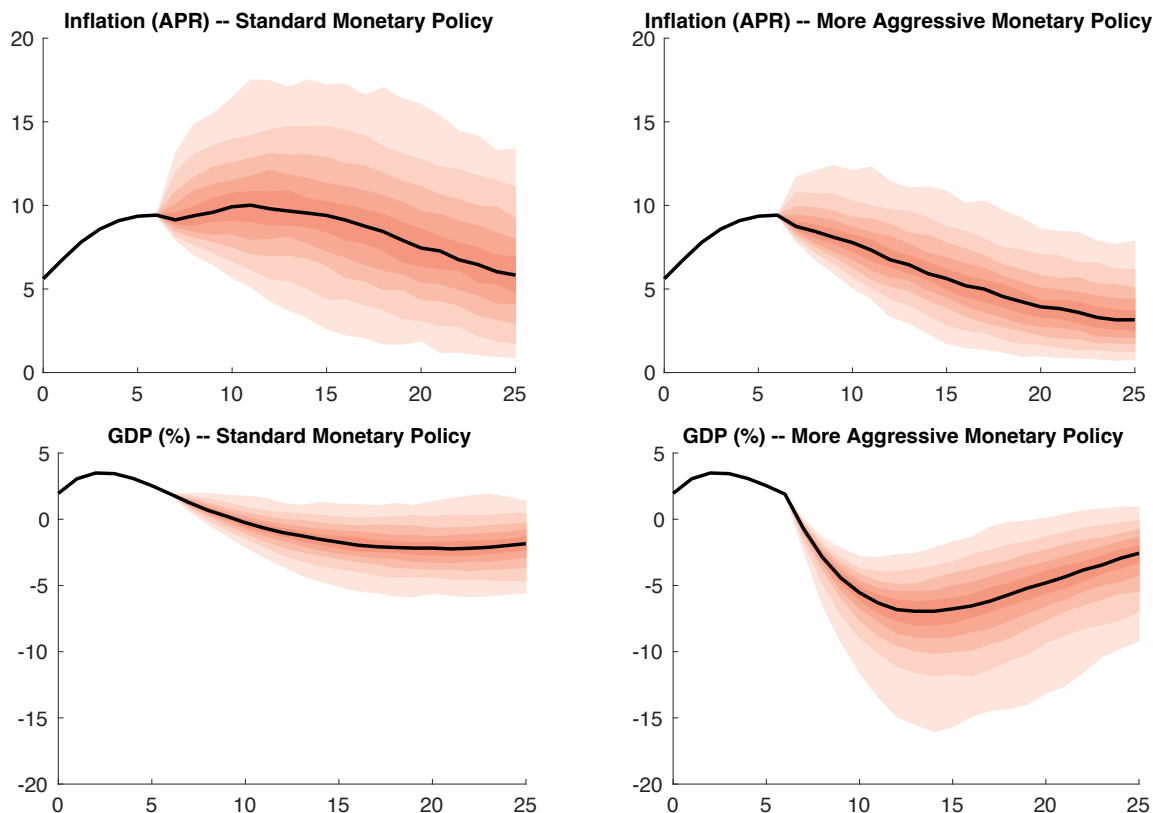 Inflation (APR) -- Standard Monetary Policy
20
15
10
5
0
0 5 10 15 20 25
Inflation (APR) -- More Aggressive Monetary Policy
20
15
10
5
0
0 5 10 15 20 25
GDP (%) -- Standard Monetary Policy
5
0
-5
-10
-15
-20
0 5 10 15 20 25
GDP (%) -- More Aggressive Monetary Policy
5
0
-5
-10
-15
-20
0 5 10 15 20 25